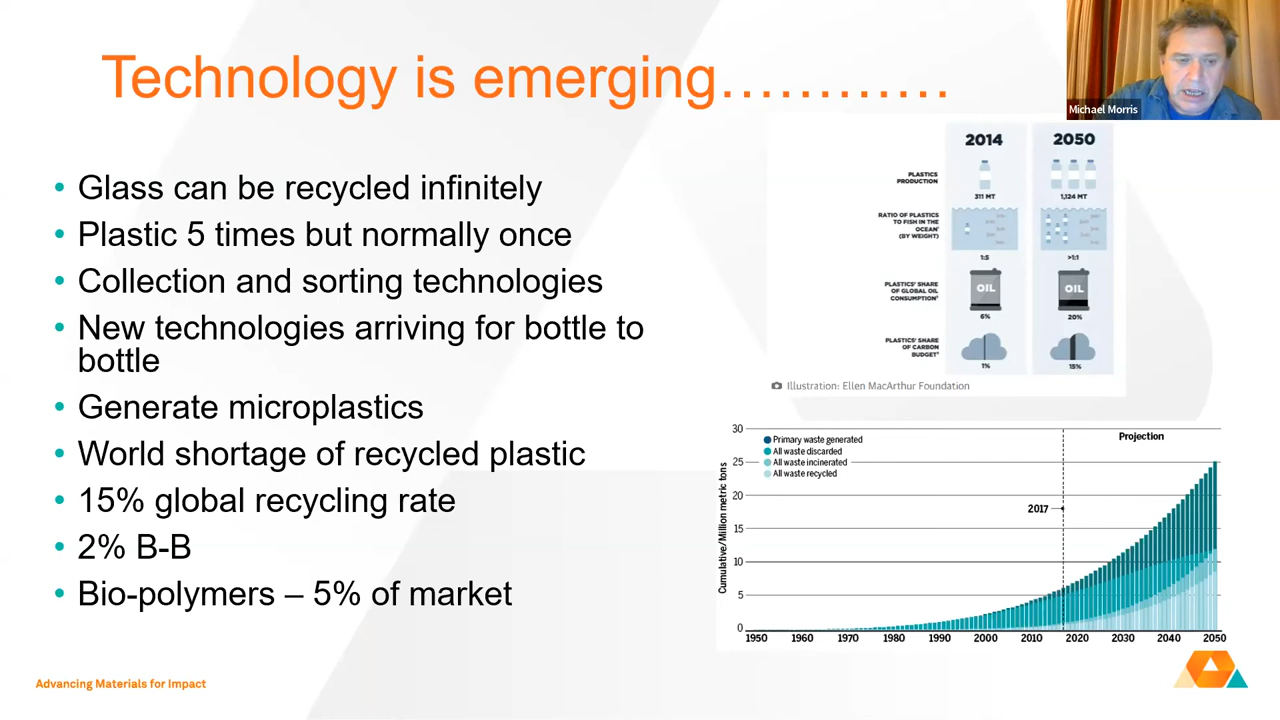 Technology is emerging…………
Michael Morris
Glass can be recycled infinitely
Plastic 5 times but normally once
Collection and sorting technologies
New technologies arriving for bottle to
bottle
Generate microplastics
World shortage of recycled plastic
15% global recycling rate
2% B-B
Bio-polymers – 5% of market
2014 2050
PLASTICS
PRODUCTION
311 MT 1,124 MT
RATIO OF PLASTICS
TO FISH IN THE
OCEAN¹
(BY WEIGHT)
1:5 >1:1
PLASTICS' SHARE
OF GLOBAL OIL
CONSUMPTION²
OIL OIL
6% 20%
PLASTICS' SHARE
OF CARBON
BUDGET³
1% 15%
Illustration: Ellen MacArthur Foundation
Cumulative/Million metric tons
30
25
20
15
10
5
0
Primary waste generated
All waste discarded
All waste incinerated
All waste recycled
Projection
2017
1950 1960 1970 1980 1990 2000 2010 2020 2030 2040 2050
Advancing Materials for Impact